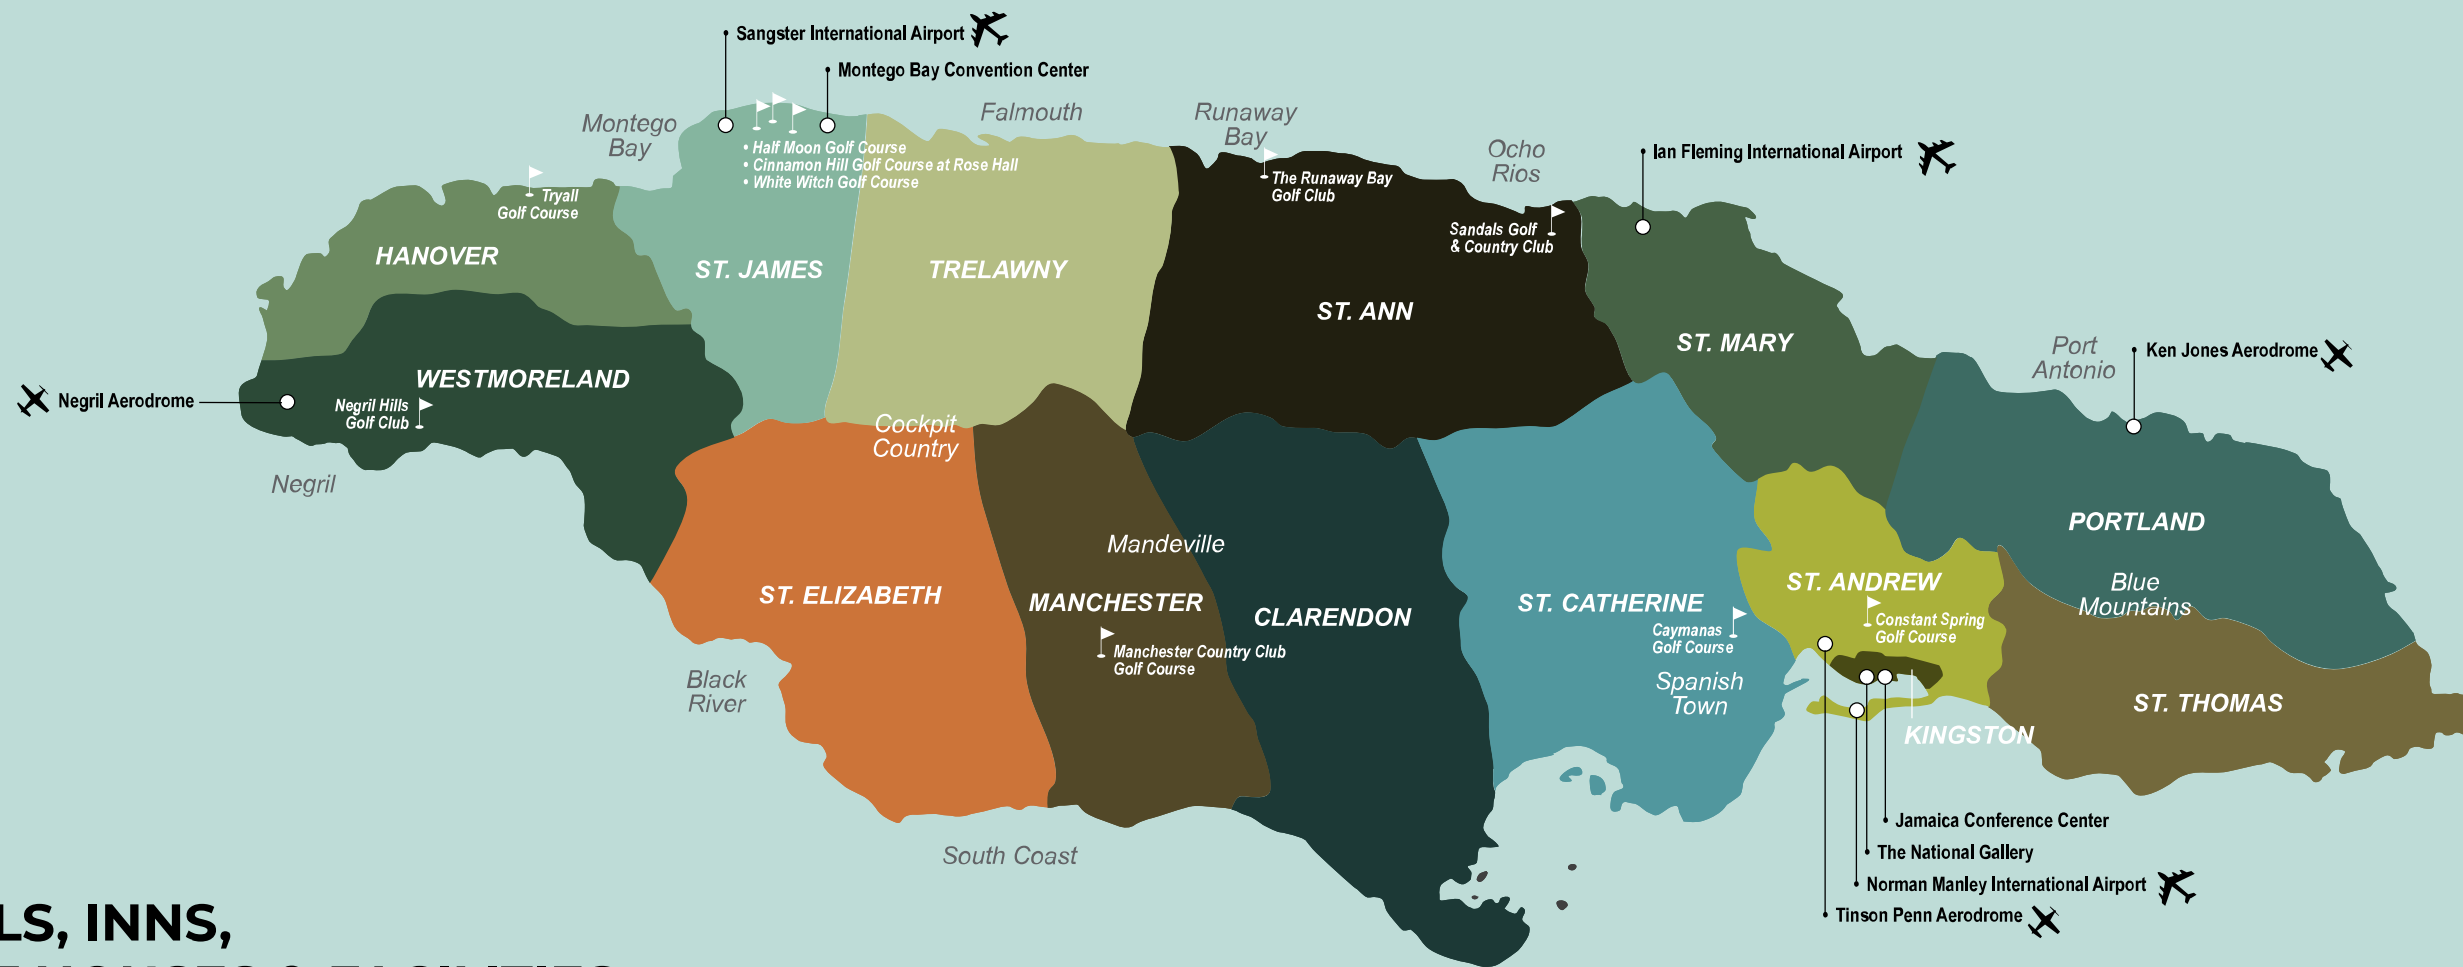 Sangster International Airport
Montego Bay Convention Center
Montego
Bay
Falmouth
Runaway
Bay
Ocho
Rios
Ian Fleming International Airport
• Half Moon Golf Course
• Cinnamon Hill Golf Course at Rose Hall
• White Witch Golf Course
Tryall
Golf Course
The Runaway Bay
Golf Club
Sandals Golf
& Country Club
HANOVER
ST. JAMES
TRELAWNY
ST. ANN
ST. MARY
Port
Antonio
Ken Jones Aerodrome
WESTMORELAND
Negril Aerodrome
Negril Hills
Golf Club
Cockpit
Country
Negril
PORTLAND
Mandeville
ST. ELIZABETH
MANCHESTER
CLARENDON
ST. CATHERINE
ST. ANDREW
Blue
Mountains
Constant Spring
Golf Course
Caymanas
Golf Course
Manchester Country Club
Golf Course
Black
River
Spanish
Town
ST. THOMAS
KINGSTON
Jamaica Conference Center
The National Gallery
Norman Manley International Airport
Tinson Penn Aerodrome
South Coast
LS, INNS,